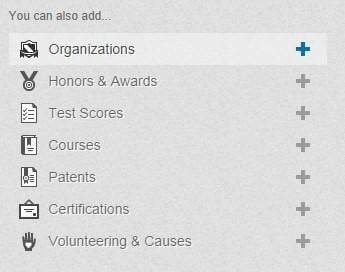 You can also add...
Organizations
Honors & Awards
Test Scores
Courses
Patents
Certifications
Volunteering & Causes